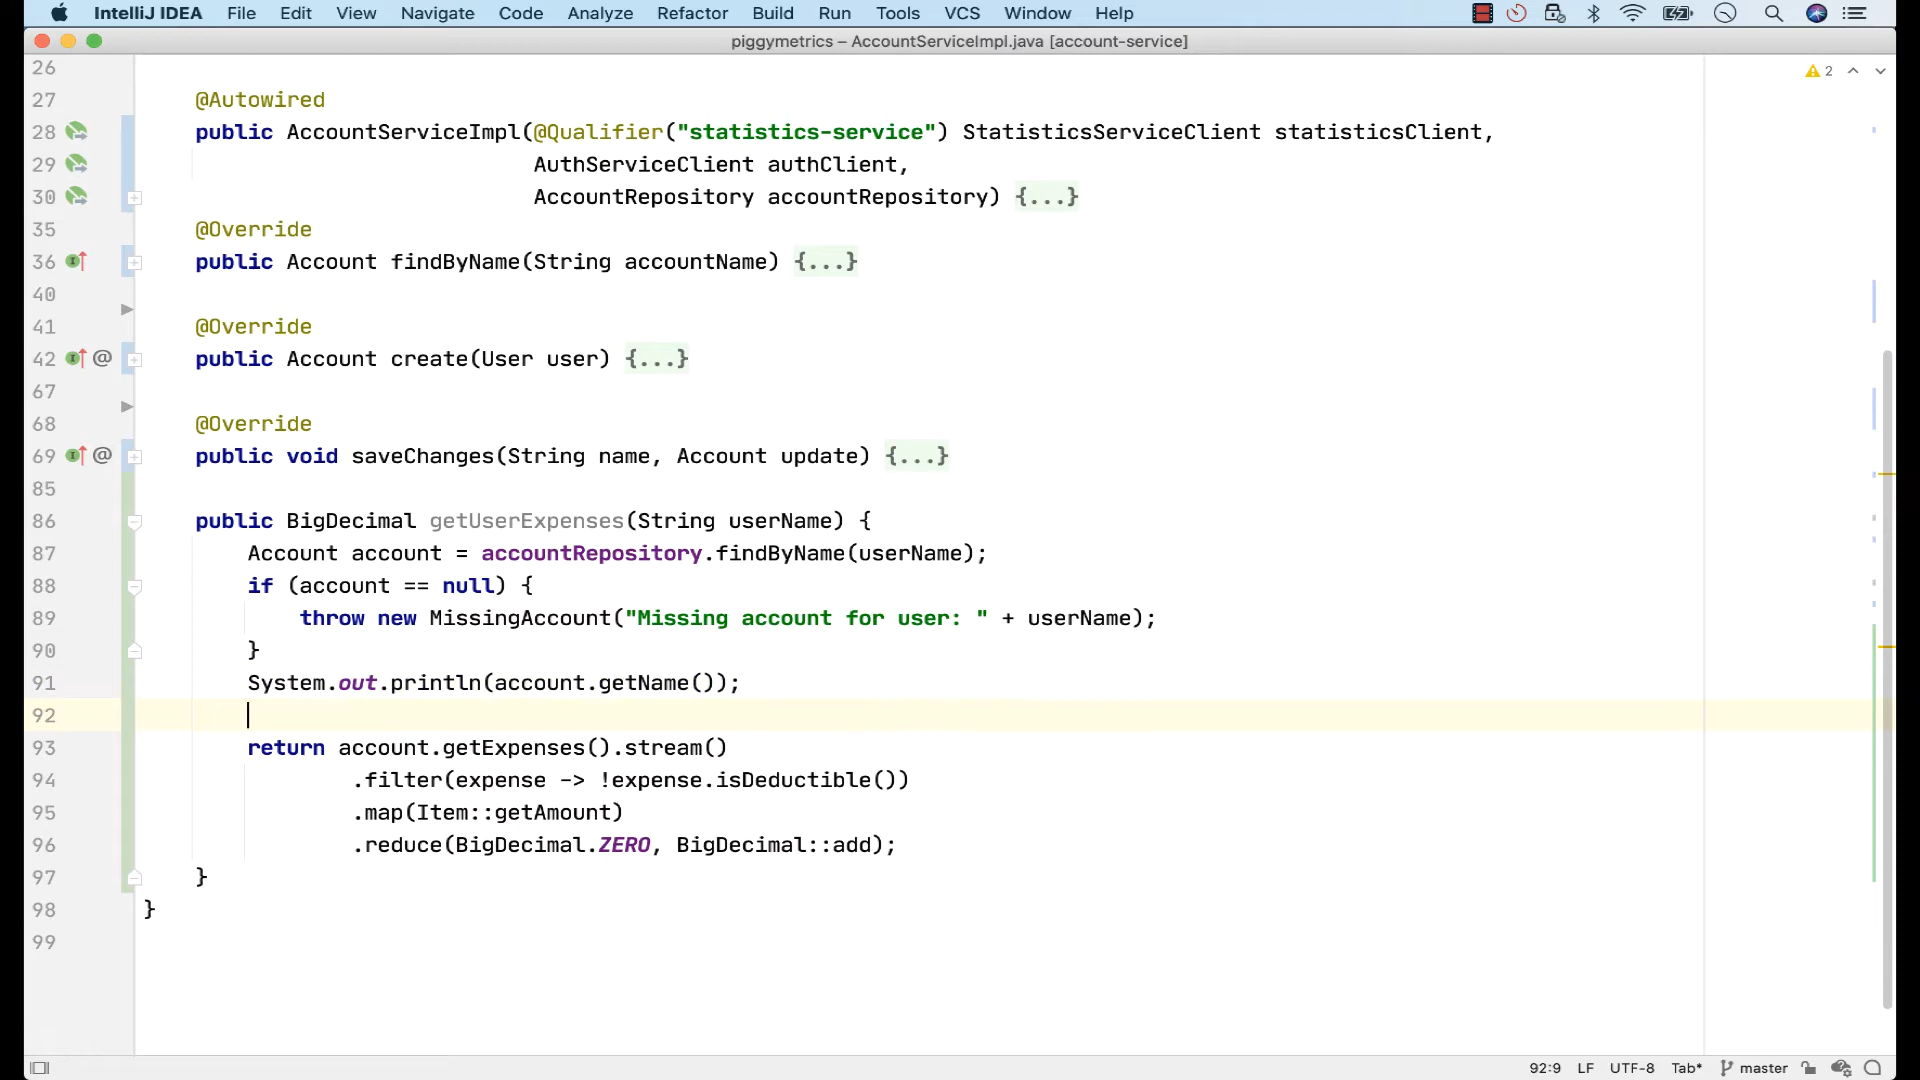 IntelliJ IDEA File Edit View Navigate Code Analyze Refactor Build Run Tools VCS Window Help
piggymetrics – AccountServiceImpl.java [account-service]
26
2
27 @Autowired
28 public AccountServiceImpl(@Qualifier("statistics-service") StatisticsServiceClient statisticsClient,
29 AuthServiceClient authClient,
30 AccountRepository accountRepository) {...}
35 @Override
36 public Account findByName(String accountName) {...}
40
41 @Override
42 @ public Account create(User user) {...}
67
68 @Override
69 @ public void saveChanges(String name, Account update) {...}
85
86 public BigDecimal getUserExpenses(String userName) {
87 Account account = accountRepository.findByName(userName);
88 if (account == null) {
89 throw new MissingAccount("Missing account for user: " + userName);
90 }
91 System.out.println(account.getName());
92
93 return account.getExpenses().stream()
94 .filter(expense -> !expense.isDeductible())
95 .map(Item::getAmount)
96 .reduce(BigDecimal.ZERO, BigDecimal::add);
97 }
98 }
99
92:9 LF UTF-8 Tab* master